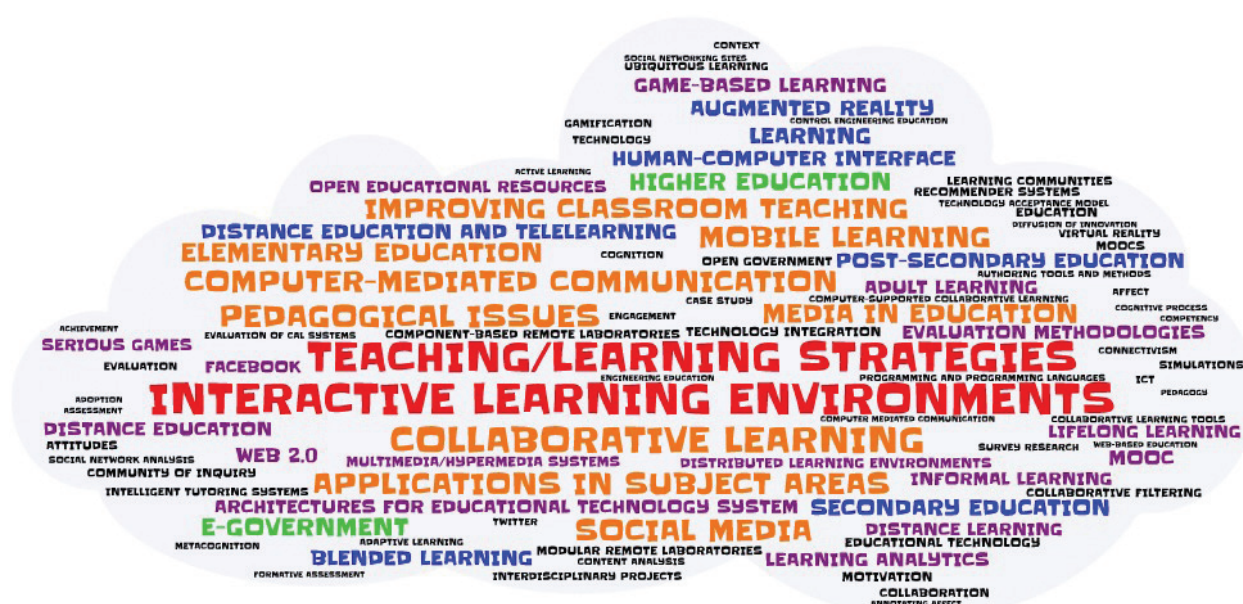 CONTEXT
SOCIAL NETWORKING SITES
UBIQUITOUS LEARNING
GAME-BASED LEARNING
AUGMENTED REALITY
GAMIFICATION
CONTROL ENGINEERING EDUCATION
TECHNOLOGY
LEARNING
HUMAN-COMPUTER INTERFACE
ACTIVE LEARNING
OPEN EDUCATIONAL RESOURCES
HIGHER EDUCATION
LEARNING COMMUNITIES
RECOMMENDER SYSTEMS
IMPROVING CLASSROOM TEACHING
TECHNOLOGY ACCEPTANCE MODEL
EDUCATION
DIFFUSION OF INNOVATION
DISTANCE EDUCATION AND TELELEARNING
MOBILE LEARNING
VIRTUAL REALITY
MOOCS
ELEMENTARY EDUCATION
COGNITION
OPEN GOVERNMENT
POST-SECONDARY EDUCATION
AUTHORING TOOLS AND METHODS
COMPUTER-MEDIATED COMMUNICATION
ADULT LEARNING
AFFECT
CASE STUDY
COMPUTER-SUPPORTED COLLABORATIVE LEARNING
COGNITIVE PROCESS
COMPETENCY
PEDAGOGICAL ISSUES
ENGAGEMENT
MEDIA IN EDUCATION
ACHIEVEMENT
EVALUATION OF CAL SYSTEMS
COMPONENT-BASED REMOTE LABORATORIES
TECHNOLOGY INTEGRATION
EVALUATION METHODOLOGIES
SERIOUS GAMES
TEACHING/LEARNING STRATEGIES
CONNECTIVISM
EVALUATION
FACEBOOK
SIMULATIONS
ENGINEERING EDUCATION
PROGRAMMING AND PROGRAMMING LANGUAGES
ICT
PEDAGOGY
INTERACTIVE LEARNING ENVIRONMENTS
ADOPTION
ASSESSMENT
COMPUTER MEDIATED COMMUNICATION
COLLABORATIVE LEARNING TOOLS
DISTANCE EDUCATION
COLLABORATIVE LEARNING
LIFELONG LEARNING
ATTITUDES
SURVEY RESEARCH
WEB-BASED EDUCATION
WEB 2.0
MOOC
SOCIAL NETWORK ANALYSIS
MULTIMEDIA/HYPERMEDIA SYSTEMS
DISTRIBUTED LEARNING ENVIRONMENTS
COMMUNITY OF INQUIRY
APPLICATIONS IN SUBJECT AREAS
INFORMAL LEARNING
INTELLIGENT TUTORING SYSTEMS
COLLABORATIVE FILTERING
ARCHITECTURES FOR EDUCATIONAL TECHNOLOGY SYSTEM
SECONDARY EDUCATION
E-GOVERNMENT
TWITTER
SOCIAL MEDIA
DISTANCE LEARNING
METACOGNITION
ADAPTIVE LEARNING
EDUCATIONAL TECHNOLOGY
BLENDED LEARNING
MODULAR REMOTE LABORATORIES
CONTENT ANALYSIS
LEARNING ANALYTICS
FORMATIVE ASSESSMENT
INTERDISCIPLINARY PROJECTS
MOTIVATION
COLLABORATION
ANNOTATING AFFECT